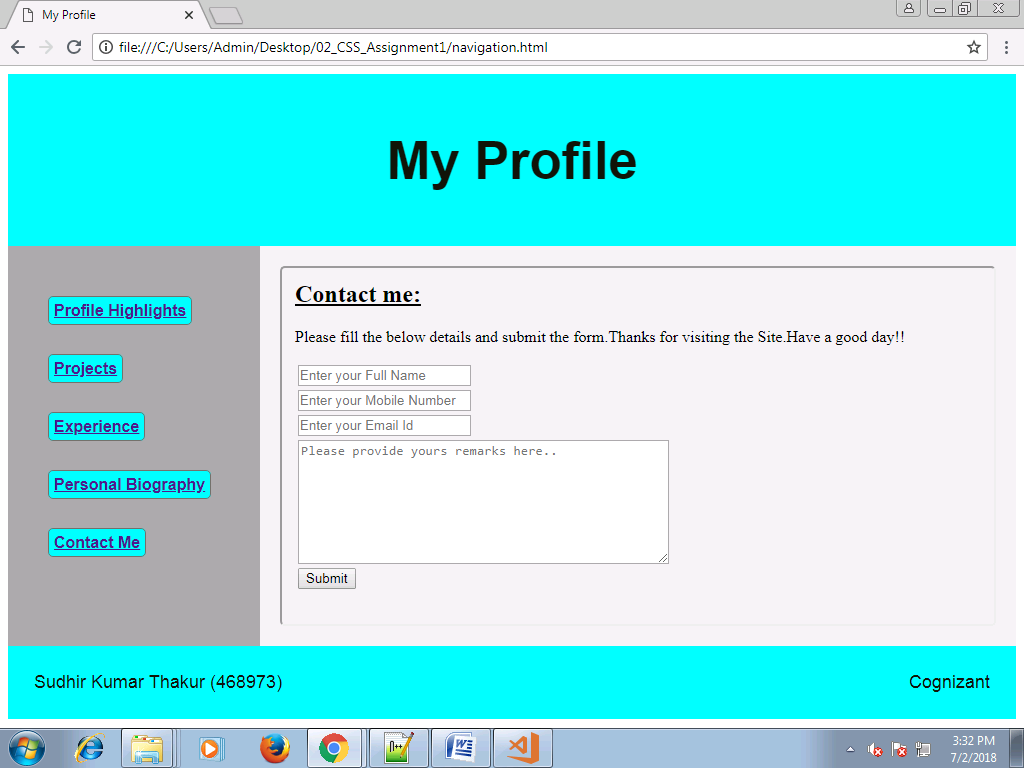 My Profile
file:///C:/Users/Admin/Desktop/02_CSS_Assignment1/navigation.html
My Profile
Profile Highlights
Projects
Experience
Personal Biography
Contact Me
Contact me:
Please fill the below details and submit the form.Thanks for visiting the Site.Have a good day!!
Enter your Full Name
Enter your Mobile Number
Enter your Email Id
Please provide yours remarks here..
Submit
Sudhir Kumar Thakur (468973)
Cognizant
3:32 PM
7/2/2018